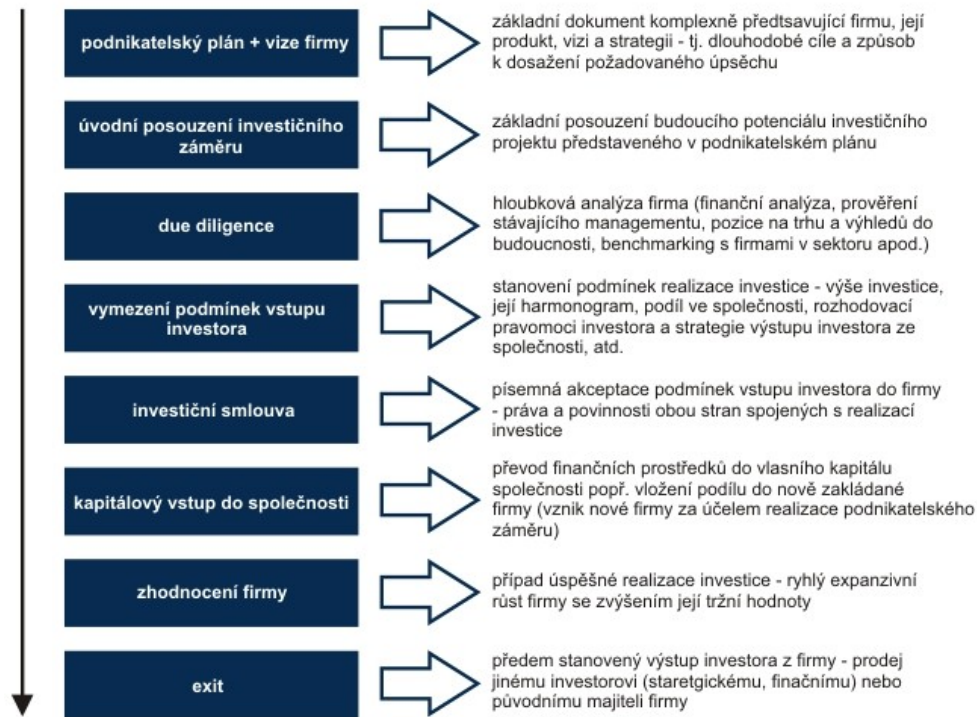 podnikatelský plán + vize firmy
základní dokument komplexně předtsavující firmu, její
produkt, vizi a strategii - tj. dlouhodobé cíle a způsob
k dosažení požadovaného úpsěchu
úvodní posouzení investičního
záměru
základní posouzení budoucího potenciálu investičního
projektu představeného v podnikatelském plánu
due diligence
hloubková analýza firma (finanční analýza, prověření
stávajícího managementu, pozice na trhu a výhledů do
budoucnosti, benchmarking s firmami v sektoru apod.)
vymezení podmínek vstupu
investora
stanovení podmínek realizace investice - výše investice,
její harmonogram, podíl ve společnosti, rozhodovací
pravomoci investora a strategie výstupu investora ze
společnosti, atd.
investiční smlouva
písemná akceptace podmínek vstupu investora do firmy
- práva a povinnosti obou stran spojených s realizací
investice
kapitálový vstup do společnosti
převod finančních prostředků do vlasního kapitálu
společnosti popř. vložení podílu do nově zakládané
firmy (vznik nové firmy za účelem realizace podnikatelského
záměru)
zhodnocení firmy
případ úspěšné realizace investice - ryhlý expanzivní
růst firmy se zvýšením její tržní hodnoty
exit
předem stanovený výstup investora z firmy - prodej
jinému investorovi (staretgickému, finačnímu) nebo
původnímu majiteli firmy